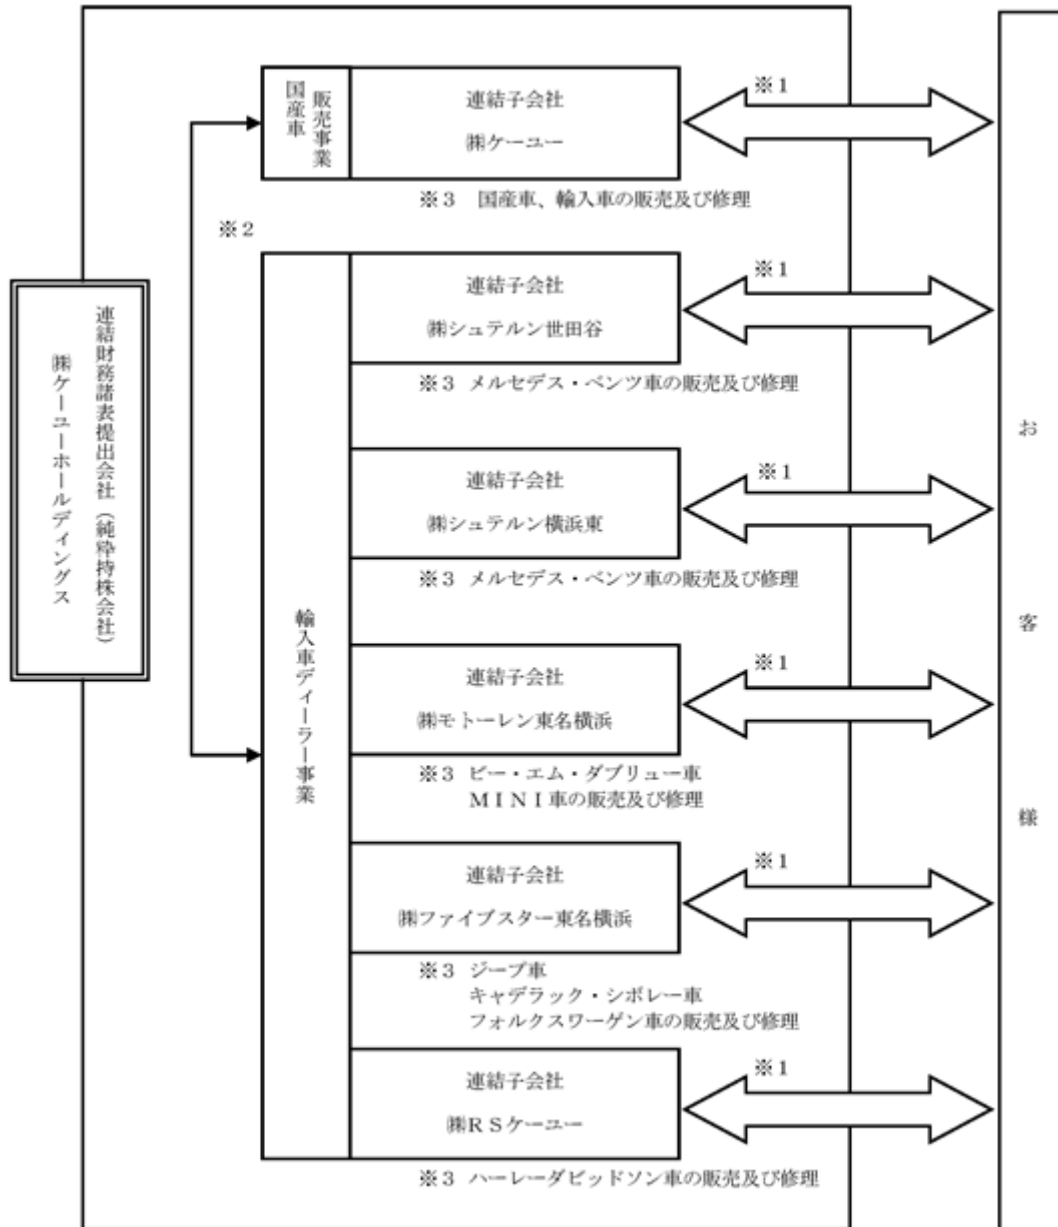 連結財務諸表提出会社（純粋持株会社）
㈱ケーユーホールディングス
※２
国産車
販売事業
連結子会社
㈱ケーユー
※３ 国産車、輸入車の販売及び修理
※１
輸入車ディーラー事業
連結子会社
㈱シュテルン世田谷
※３ メルセデス・ベンツ車の販売及び修理
※１
連結子会社
㈱シュテルン横浜東
※３ メルセデス・ベンツ車の販売及び修理
※１
連結子会社
㈱モトーレン東名横浜
※３ ビー・エム・ダブリュー車
ＭＩＮＩ車の販売及び修理
※１
連結子会社
㈱ファイブスター東名横浜
※３ ジープ車
キャデラック・シボレー車
フォルクスワーゲン車の販売及び修理
※１
連結子会社
㈱ＲＳケーユー
※３ ハーレーダビッドソン車の販売及び修理
※１
お客様